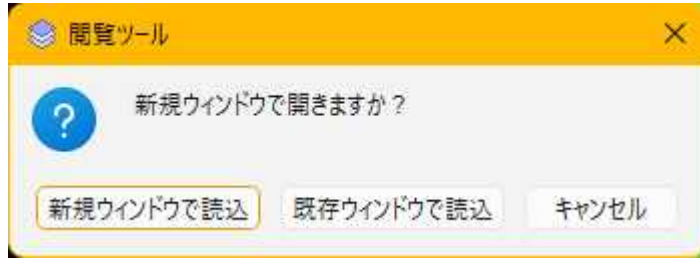 閲覧ツール
新規ウィンドウで開きますか？
新規ウィンドウで読込 既存ウィンドウで読込 キャンセル